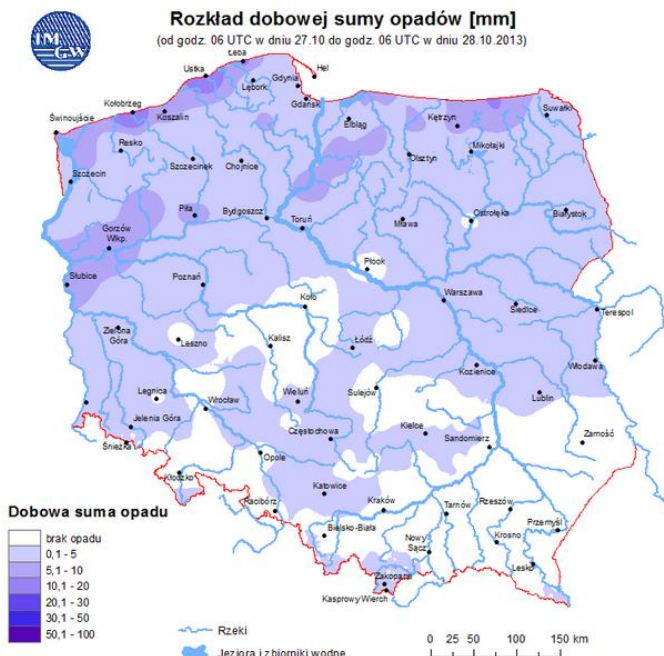 IM
GW
Rozkład dobowej sumy opadów [mm]
(od godz. 06 UTC w dniu 27.10 do godz. 06 UTC w dniu 28.10.2013)
Łeba
Hel
Ustka
Lębork
Gdynia
Gdańsk
Kołobrzeg
Koszalin
Świnoujście
Elbląg
Kętrzyn
Suwałki
Resko
Szczecinek
Chojnice
Olsztyn
Mikołajki
Szczecin
Piła
Bydgoszcz
Toruń
Mława
Ostrołęka
Białystok
Gorzów
Wlkp.
Słubice
Poznań
Płock
Koło
Warszawa
Siedlce
Terespol
Zielona
Góra
Leszno
Kalisz
Łódź
Kozienice
Włodawa
Legnica
Wrocław
Wieluń
Sulejów
Lublin
Jelenia Góra
Śnieżka
Częstochowa
Kielce
Sandomierz
Zamość
Opole
Kłodzko
Katowice
Racibórz
Kraków
Tarnów
Rzeszów
Bielsko-Biała
Przemyśl
Nowy
Sącz
Krosno
Lesko
Zakopane
Kasprowy Wierch
Dobowa suma opadu
brak opadu
0,1 - 5
5,1 - 10
10,1 - 20
20,1 - 30
30,1 - 50
50,1 - 100
Rzeki
Jeziora i zbiorniki wodne
0 25 50 100 150 km